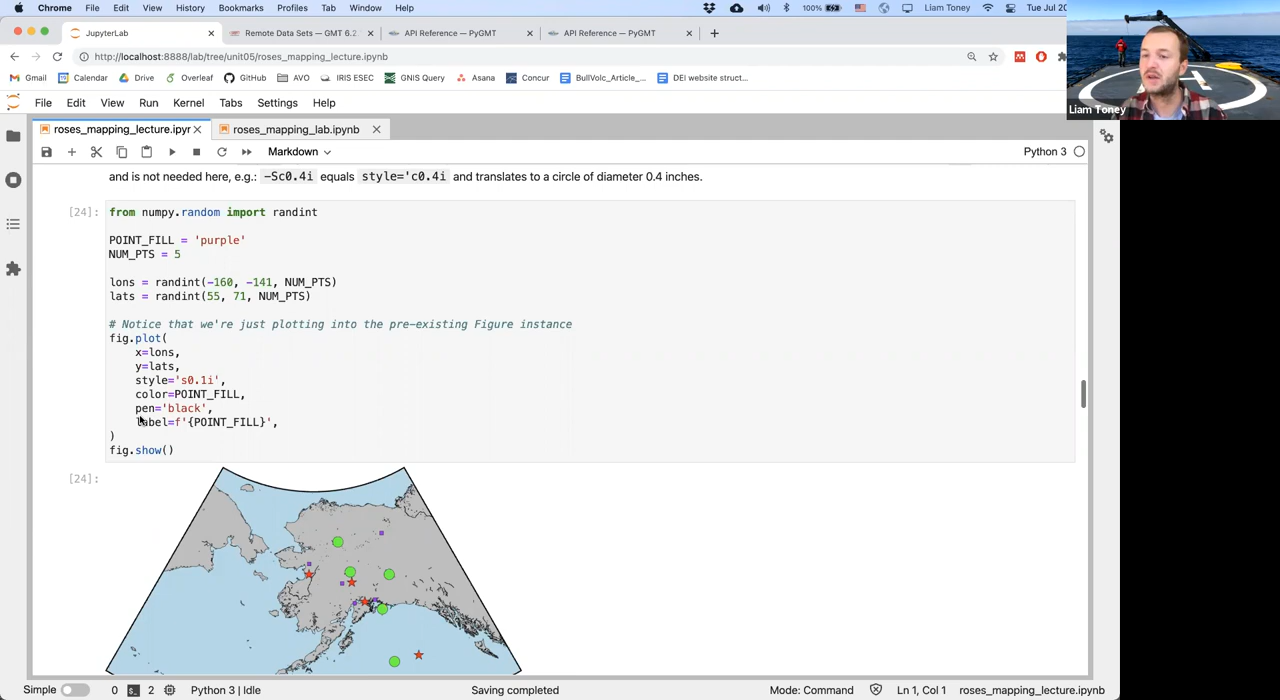 Chrome File Edit View History Bookmarks Profiles Tab Window Help 100% Liam Toney Tue Jul 20
JupyterLab Remote Data Sets — GMT 6.2. API Reference — PyGMT API Reference — PyGMT
http://localhost:8888/lab/tree/unit05/roses_mapping_lecture.ipynb
Gmail Calendar Drive Overleaf GitHub AVO IRIS ESEC GNIS Query Asana Concur BullVolc_Article_... DEI website struct...
Liam Toney
File Edit View Run Kernel Tabs Settings Help
roses_mapping_lecture.ipyr roses_mapping_lab.ipynb
Markdown Python 3
and is not needed here, e.g.: -Sc0.4i equals style='c0.4i and translates to a circle of diameter 0.4 inches.
[24]: from numpy.random import randint
POINT_FILL = 'purple'
NUM_PTS = 5
lons = randint(-160, -141, NUM_PTS)
lats = randint(55, 71, NUM_PTS)
# Notice that we're just plotting into the pre-existing Figure instance
fig.plot(
x=lons,
y=lats,
style='s0.1i',
color=POINT_FILL,
pen='black',
label=f'{POINT_FILL}',
)
fig.show()
[24]:
Simple 0 2 Python 3 | Idle Saving completed Mode: Command Ln 1, Col 1 roses_mapping_lecture.ipynb